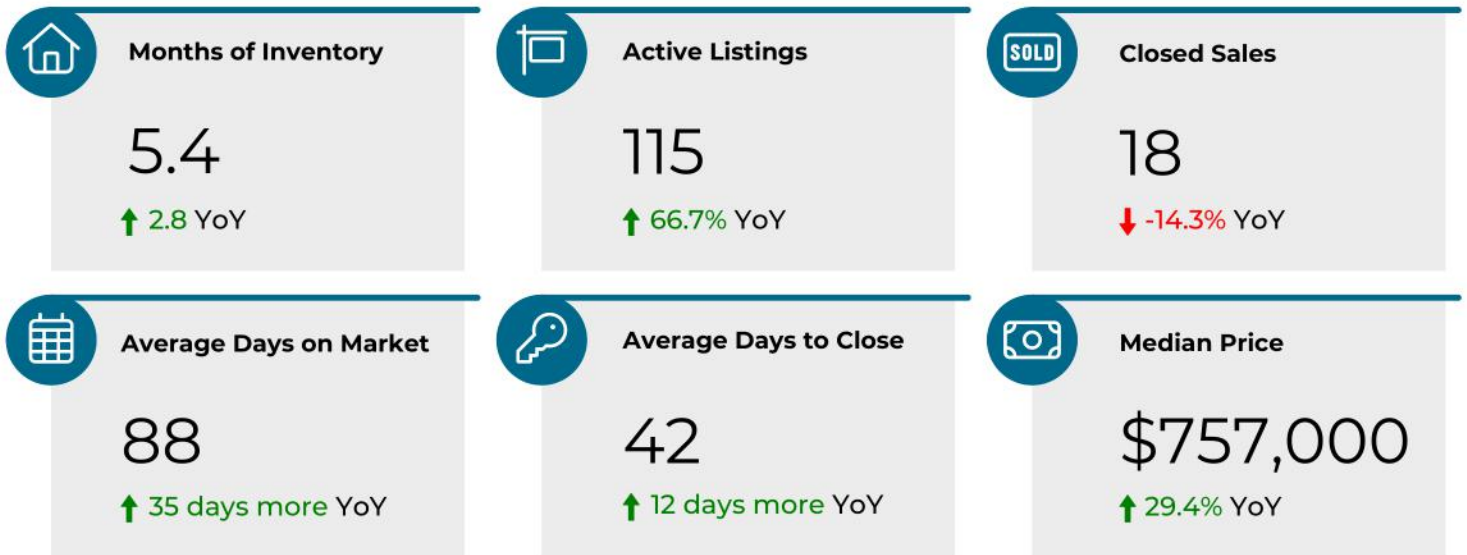 Months of Inventory
5.4
2.8 YoY
Active Listings
115
66.7% YoY
SOLD
Closed Sales
18
-14.3% YoY
Average Days on Market
88
35 days more YoY
Average Days to Close
42
12 days more YoY
Median Price
$757,000
29.4% YoY